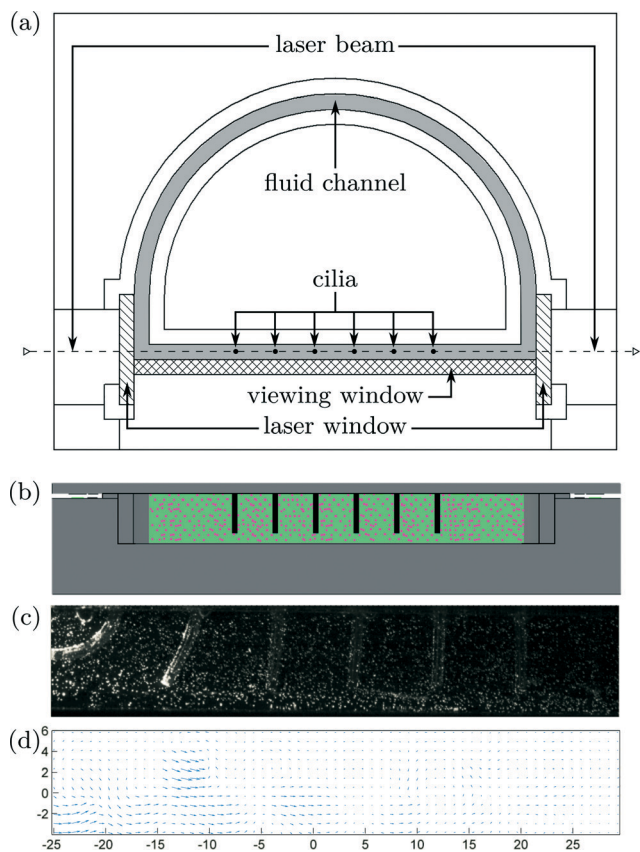 (a)
laser beam
fluid channel
cilia
viewing window
laser window
(b)
(c)
(d)
6
4
2
0
-2
-25 -20 -15 -10 -5 0 5 10 15 20 25